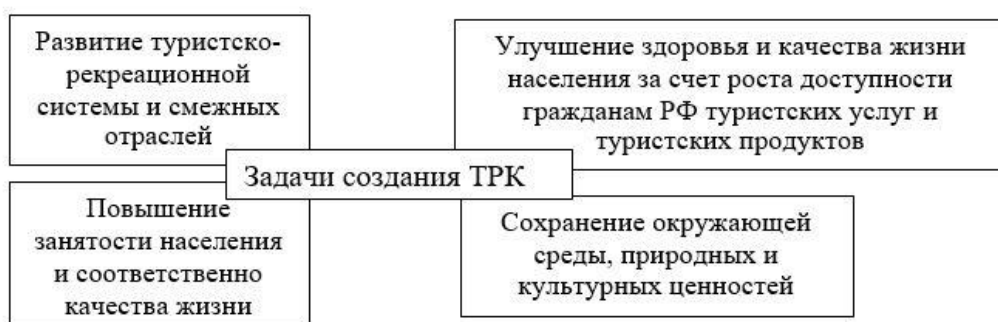 Развитие туристско-
рекреационной
системы и смежных
отраслей
Улучшение здоровья и качества жизни
населения за счет роста доступности
гражданам РФ туристских услуг и
туристских продуктов
Задачи создания ТРК
Повышение
занятости населения
и соответственно
качества жизни
Сохранение окружающей
среды, природных и
культурных ценностей